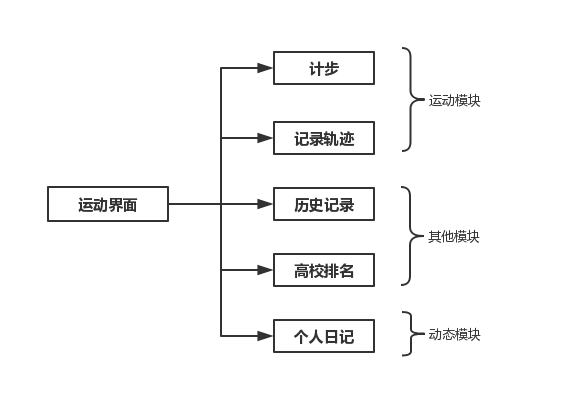 计步
运动模块
记录轨迹
运动界面
历史记录
其他模块
高校排名
个人日记
动态模块